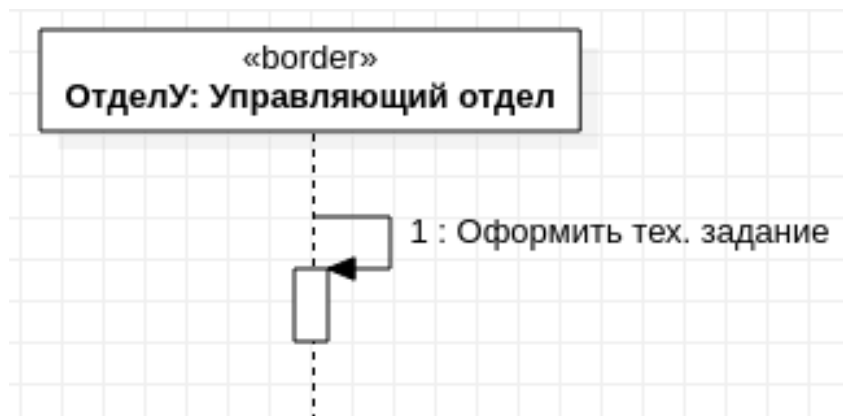 «border»
ОтделУ: Управляющий отдел
1 : Оформить тех. задание